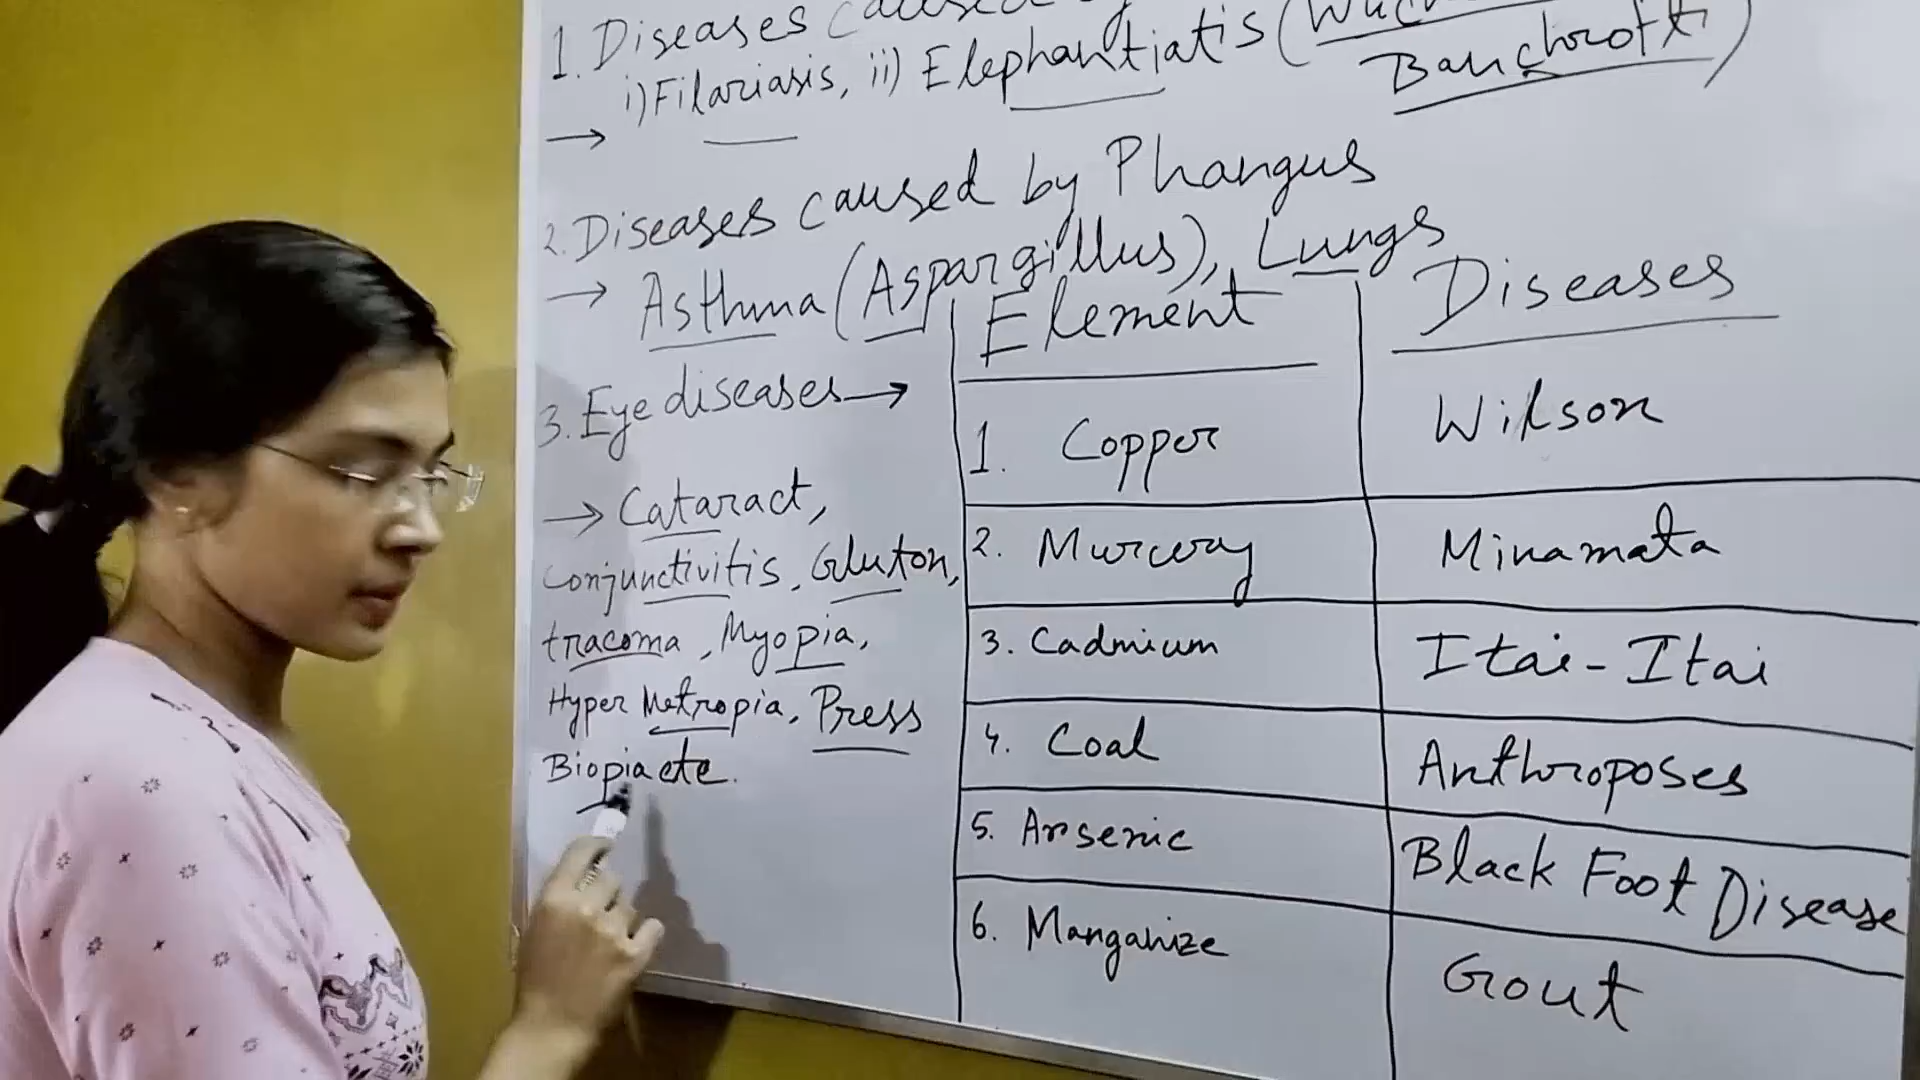 1. Diseases caused
i) Filariasis, ii) Elephantiatis (
Banchrofti)
→
2. Diseases caused by Phangus
→ Asthma (Aspargillus), Lungs
3. Eye diseases →
→ Cataract,
Conjunctivitis, Gluton,
tracoma, Myopia,
Hyper Metropia, Press
Biopia etc.
Element Diseases
1. Copper Wilson
2. Murcury Minamata
3. Cadmium Itai-Itai
4. Coal Anthroposes
5. Arsenic Black Foot Disease
6. Manganize Gout